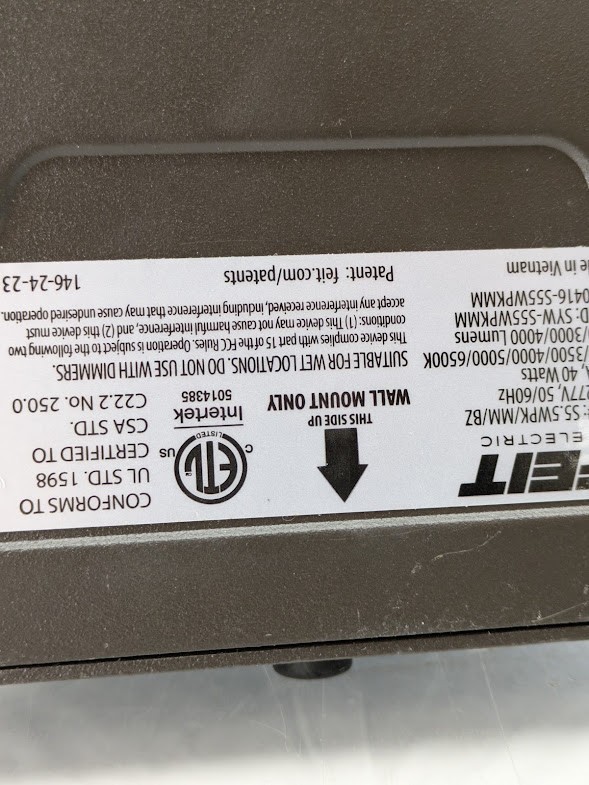 FEIT
ELECTRIC
: S5.5WPK/MM/BZ
277V, 50/60Hz
, 40 Watts
/3500/4000/5000/6500K
/3000/4000 Lumens
D: SYW-S55WPKMM
0416-S55WPKMM
e in Vietnam
THIS SIDE UP
WALL MOUNT ONLY
C ETL US
LISTED
Intertek
5014385
CONFORMS TO
UL STD. 1598
CERTIFIED TO
CSA STD.
C22.2 No. 250.0
SUITABLE FOR WET LOCATIONS. DO NOT USE WITH DIMMERS.
This device complies with part 15 of the FCC Rules. Operation is subject to the following two
conditions: (1) This device may not cause harmful interference, and (2) this device must
accept any interference received, including interference that may cause undesired operation.
Patent: feit.com/patents
146-24-23